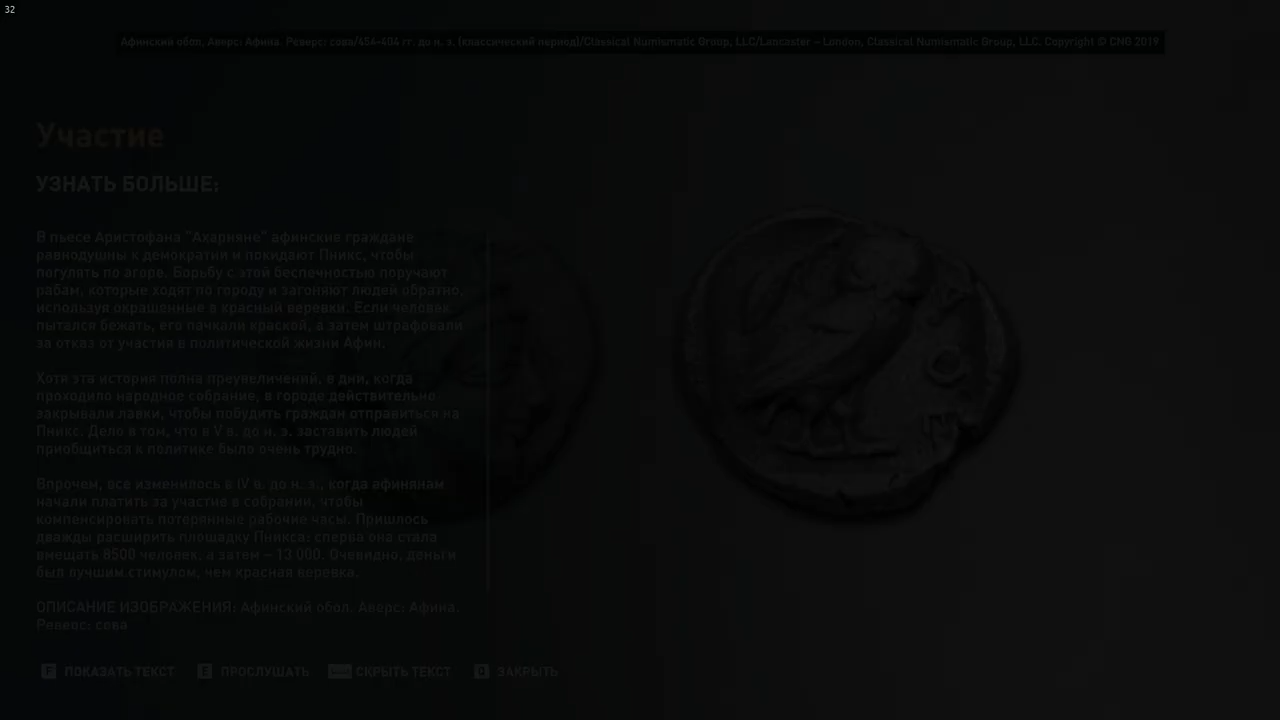 32
Афинский обол. Аверс: Афина. Реверс: сова/454-404 гг. до н. э. (классический период)/Classical Numismatic Group, LLC/Lancaster – London, Classical Numismatic Group, LLC. Copyright © CNG 2019
Участие
УЗНАТЬ БОЛЬШЕ:
В пьесе Аристофана "Ахарняне" афинские граждане
равнодушны к демократии и покидают Пникс, чтобы
погулять по агоре. Борьбу с этой беспечностью поручают
рабам, которые ходят по городу и загоняют людей обратно,
используя окрашенные в красный веревки. Если человек
пытался бежать, его пачкали краской, а затем штрафовали
за отказ от участия в политической жизни Афин.
Хотя эта история полна преувеличений, в дни, когда
проходило народное собрание, в городе действительно
закрывали лавки, чтобы побудить граждан отправиться на
Пникс. Дело в том, что в V в. до н. э. заставить людей
приобщиться к политике было очень трудно.
Впрочем, все изменилось в IV в. до н. э., когда афинянам
начали платить за участие в собрании, чтобы
компенсировать потерянные рабочие часы. Пришлось
дважды расширить площадку Пникса: сперва она стала
вмещать 8500 человек, а затем – 13 000. Очевидно, деньги
был лучшим стимулом, чем красная веревка.
ОПИСАНИЕ ИЗОБРАЖЕНИЯ: Афинский обол. Аверс: Афина.
Реверс: сова
F ПОКАЗАТЬ ТЕКСТ E ПРОСЛУШАТЬ СКРЫТЬ ТЕКСТ Q ЗАКРЫТЬ